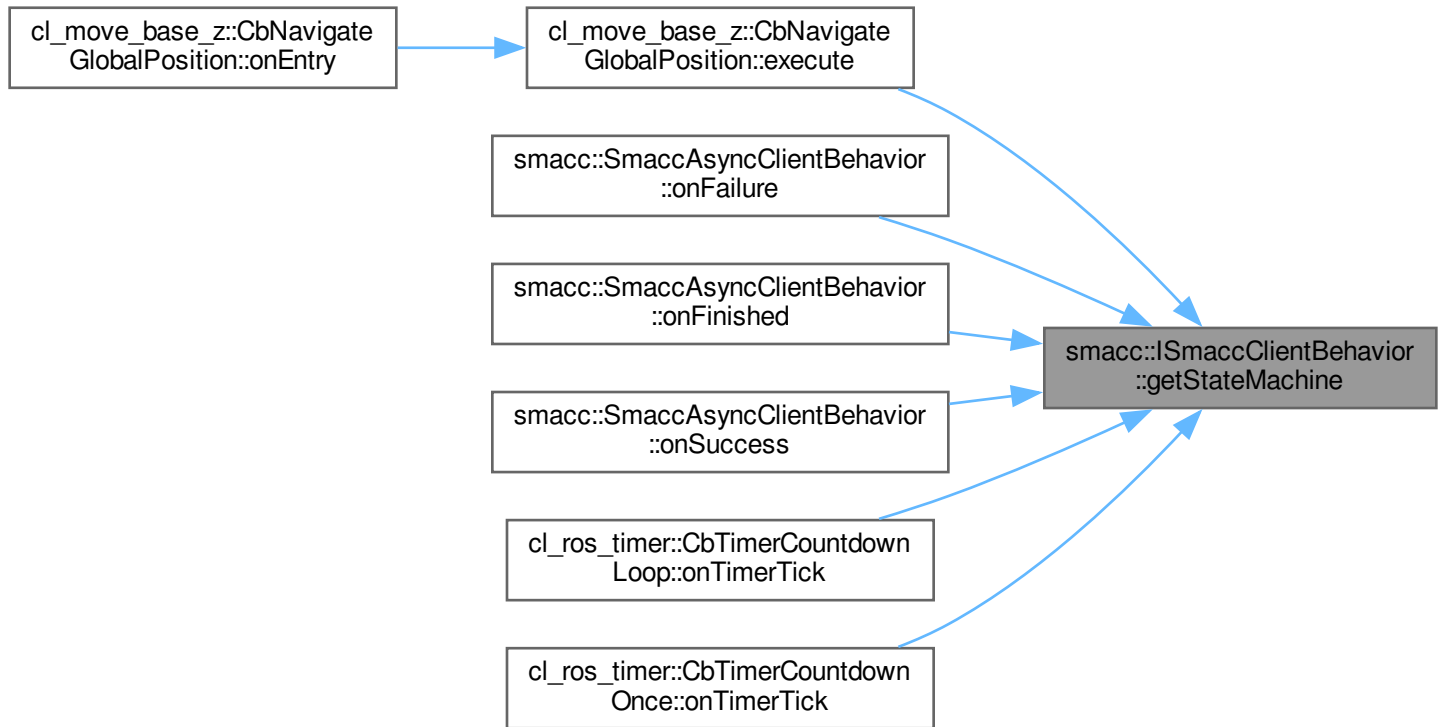 cl_move_base_z::CbNavigate
GlobalPosition::onEntry
cl_move_base_z::CbNavigate
GlobalPosition::execute
smacc::SmaccAsyncClientBehavior
::onFailure
smacc::SmaccAsyncClientBehavior
::onFinished
smacc::SmaccAsyncClientBehavior
::onSuccess
cl_ros_timer::CbTimerCountdown
Loop::onTimerTick
cl_ros_timer::CbTimerCountdown
Once::onTimerTick
smacc::ISmaccClientBehavior
::getStateMachine